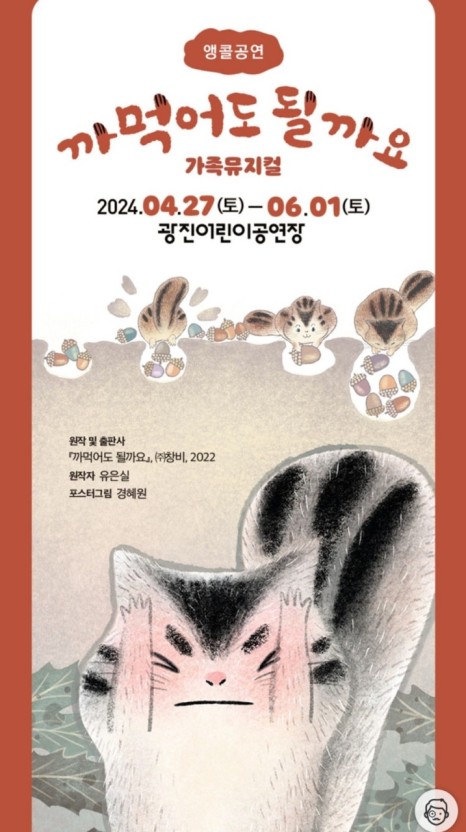 앵콜공연
까먹어도 될까요
가족뮤지컬
2024.04.27(토) – 06.01(토)
광진어린이공연장
원작 및 출판사
『까먹어도 될까요』, ㈜창비, 2022
원작자 유은실
포스터그림 경혜원